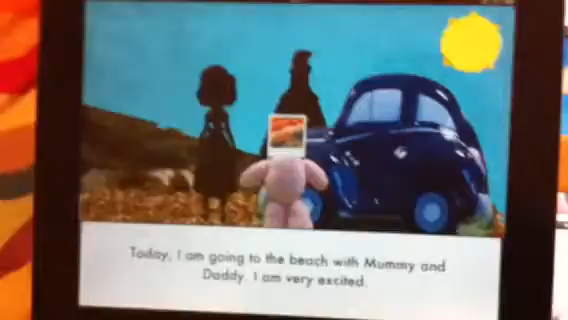 Today, I am going to the beach with Mummy and
Daddy. I am very excited.